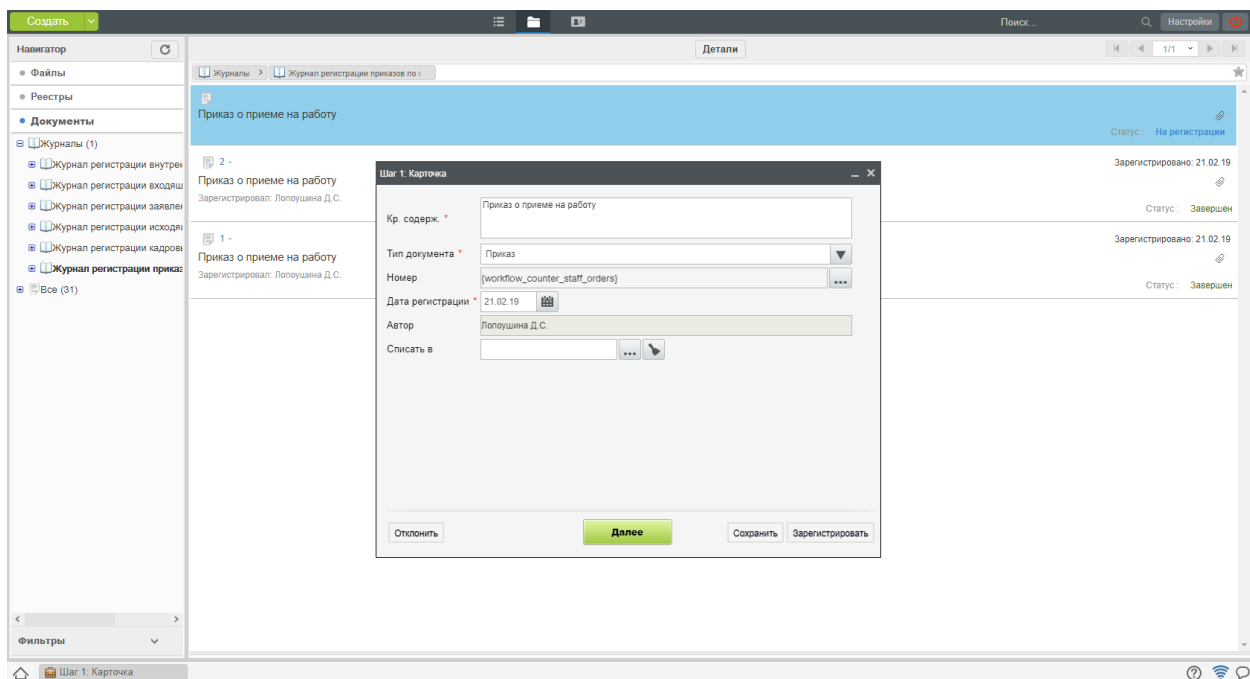 Создать
Поиск...
Настройки
Навигатор
Детали
1/1
Файлы
Журналы
Журнал регистрации приказов по с
Реестры
Документы
Журналы (1)
Журнал регистрации внутрен
Журнал регистрации входящ
Журнал регистрации заявлен
Журнал регистрации исходя
Журнал регистрации кадров
Журнал регистрации приказ
Все (31)
Приказ о приеме на работу
Статус : На регистрации
2 -
Зарегистрировано: 21.02.19
Приказ о приеме на работу
Зарегистрировал: Лопоушина Д.С.
Статус : Завершен
1 -
Зарегистрировано: 21.02.19
Приказ о приеме на работу
Зарегистрировал: Лопоушина Д.С.
Статус : Завершен
Шаг 1: Карточка
Кр. содерж. *
Приказ о приеме на работу
Тип документа *
Приказ
Номер
{workflow_counter_staff_orders}
...
Дата регистрации *
21.02.19
Автор
Лопоушина Д.С.
Списать в
...
Отклонить
Далее
Сохранить
Зарегистрировать
Фильтры
Шаг 1: Карточка